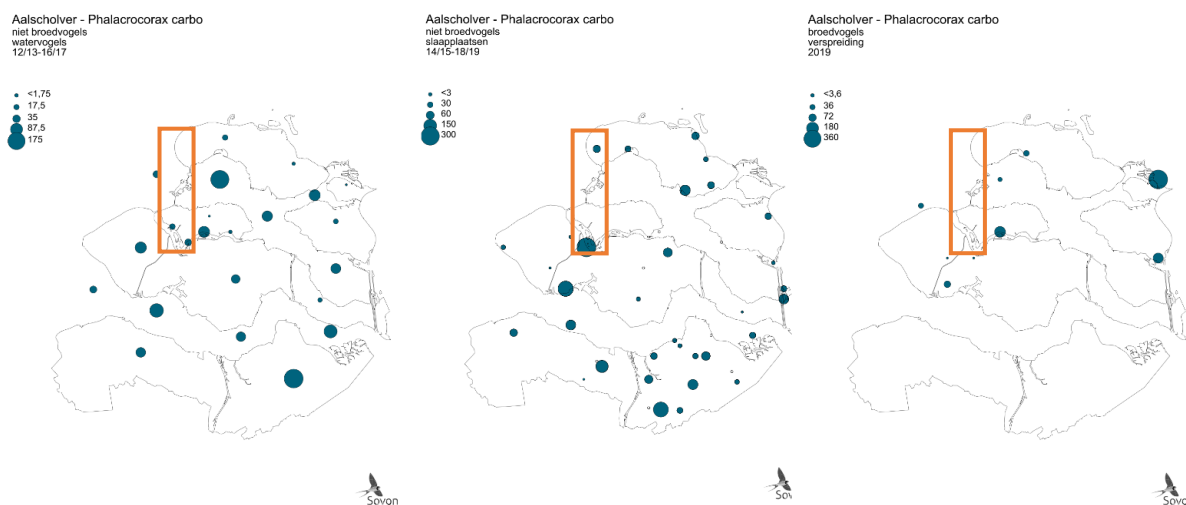 Aalscholver - Phalacrocorax carbo
niet broedvogels
watervogels
12/13-16/17
<1,75
17,5
35
87,5
175
Sovon
Aalscholver - Phalacrocorax carbo
niet broedvogels
slaapplaatsen
14/15-18/19
<3
30
60
150
300
Sovo
Aalscholver - Phalacrocorax carbo
broedvogels
verspreiding
2019
<3,6
36
72
180
360
Sovon